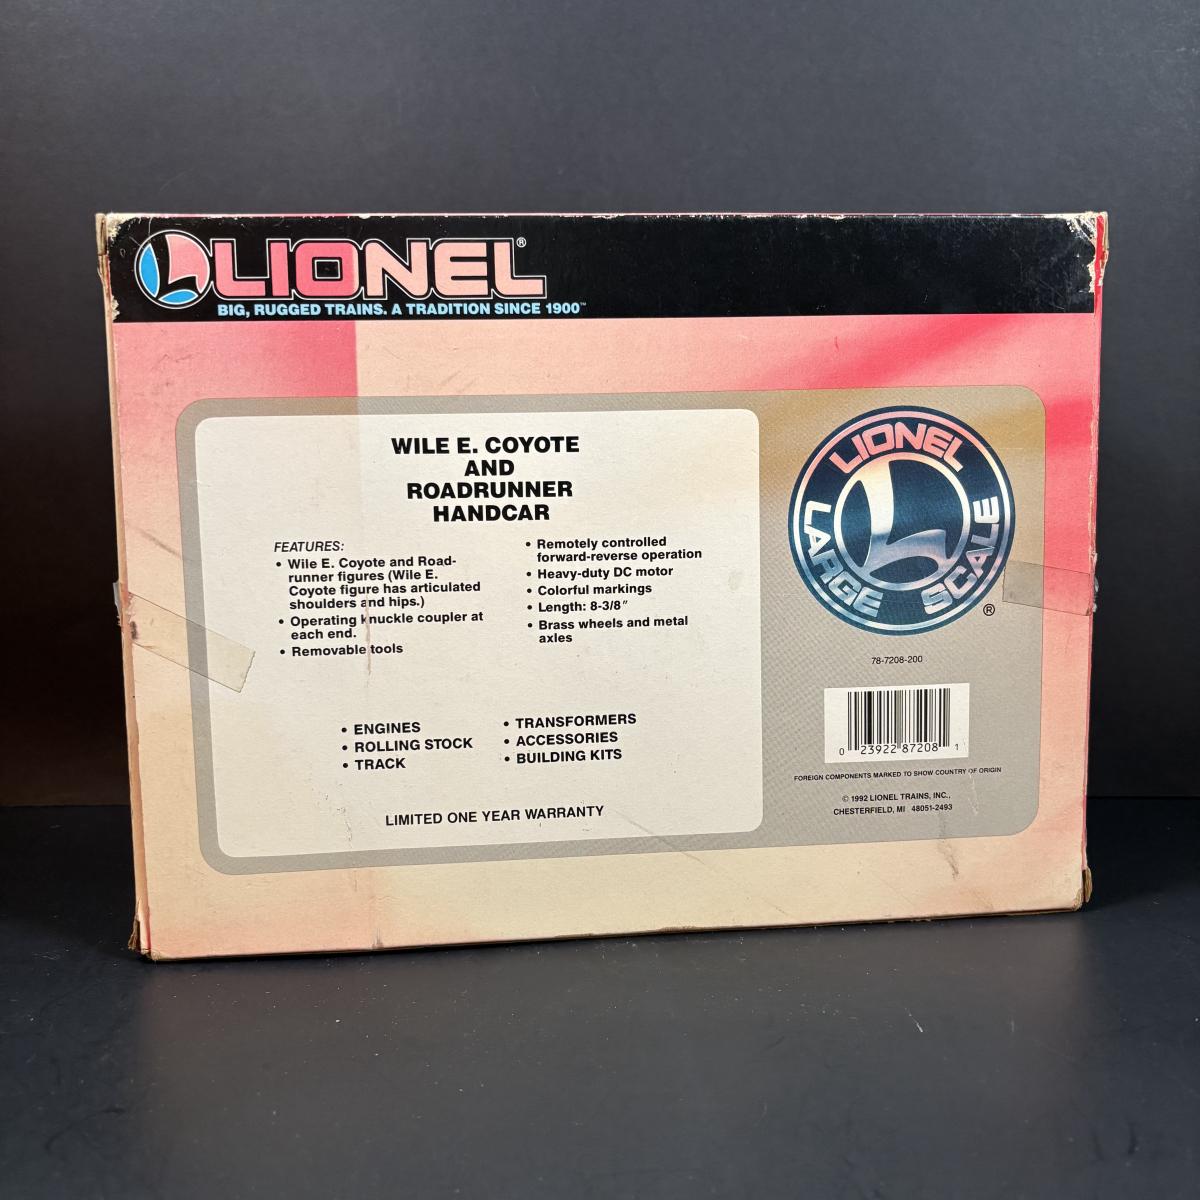 LIONEL®
BIG, RUGGED TRAINS. A TRADITION SINCE 1900™
WILE E. COYOTE
AND
ROADRUNNER
HANDCAR
FEATURES:
• Wile E. Coyote and Road-
runner figures (Wile E.
Coyote figure has articulated
shoulders and hips.)
• Operating knuckle coupler at
each end.
• Removable tools
• Remotely controlled
forward-reverse operation
• Heavy-duty DC motor
• Colorful markings
• Length: 8-3/8"
• Brass wheels and metal
axles
• ENGINES
• ROLLING STOCK
• TRACK
• TRANSFORMERS
• ACCESSORIES
• BUILDING KITS
LIMITED ONE YEAR WARRANTY
LIONEL
LARGE SCALE
®
78-7208-200
0 23922 87208 1
FOREIGN COMPONENTS MARKED TO SHOW COUNTRY OF ORIGIN
© 1992 LIONEL TRAINS, INC.,
CHESTERFIELD, MI 48051-2493